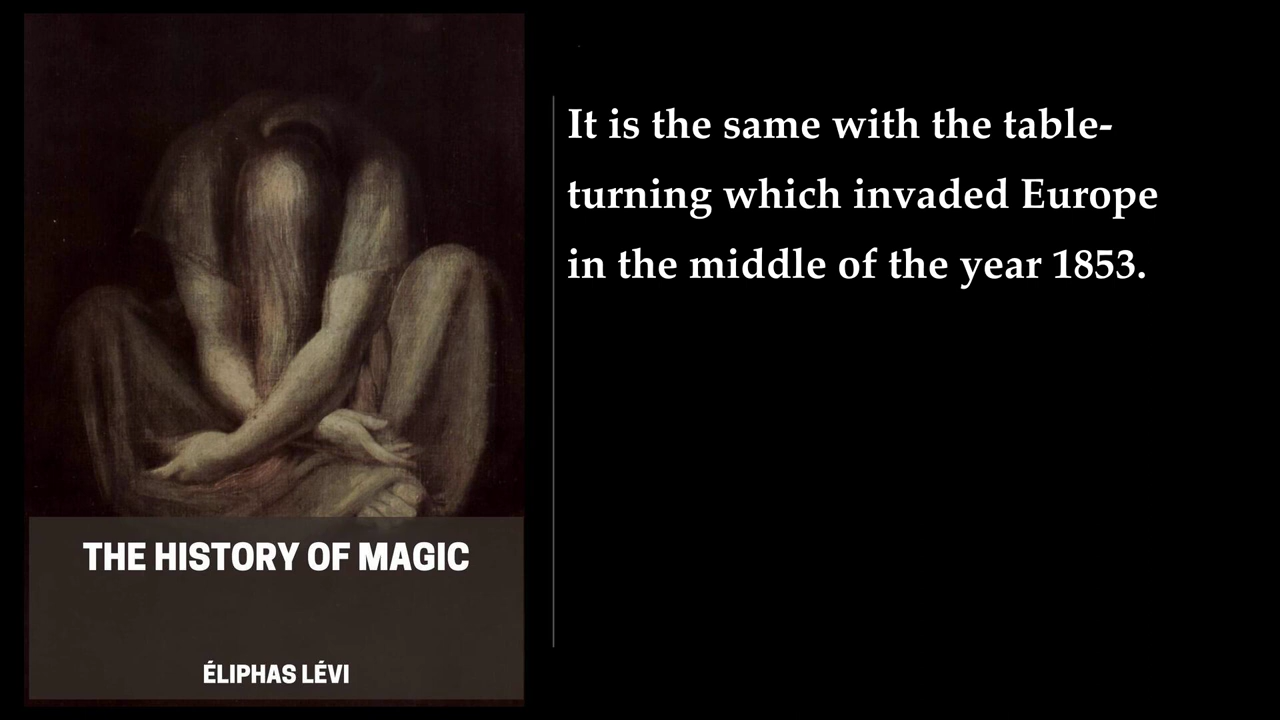 THE HISTORY OF MAGIC
ÉLIPHAS LÉVI
It is the same with the table-
turning which invaded Europe
in the middle of the year 1853.